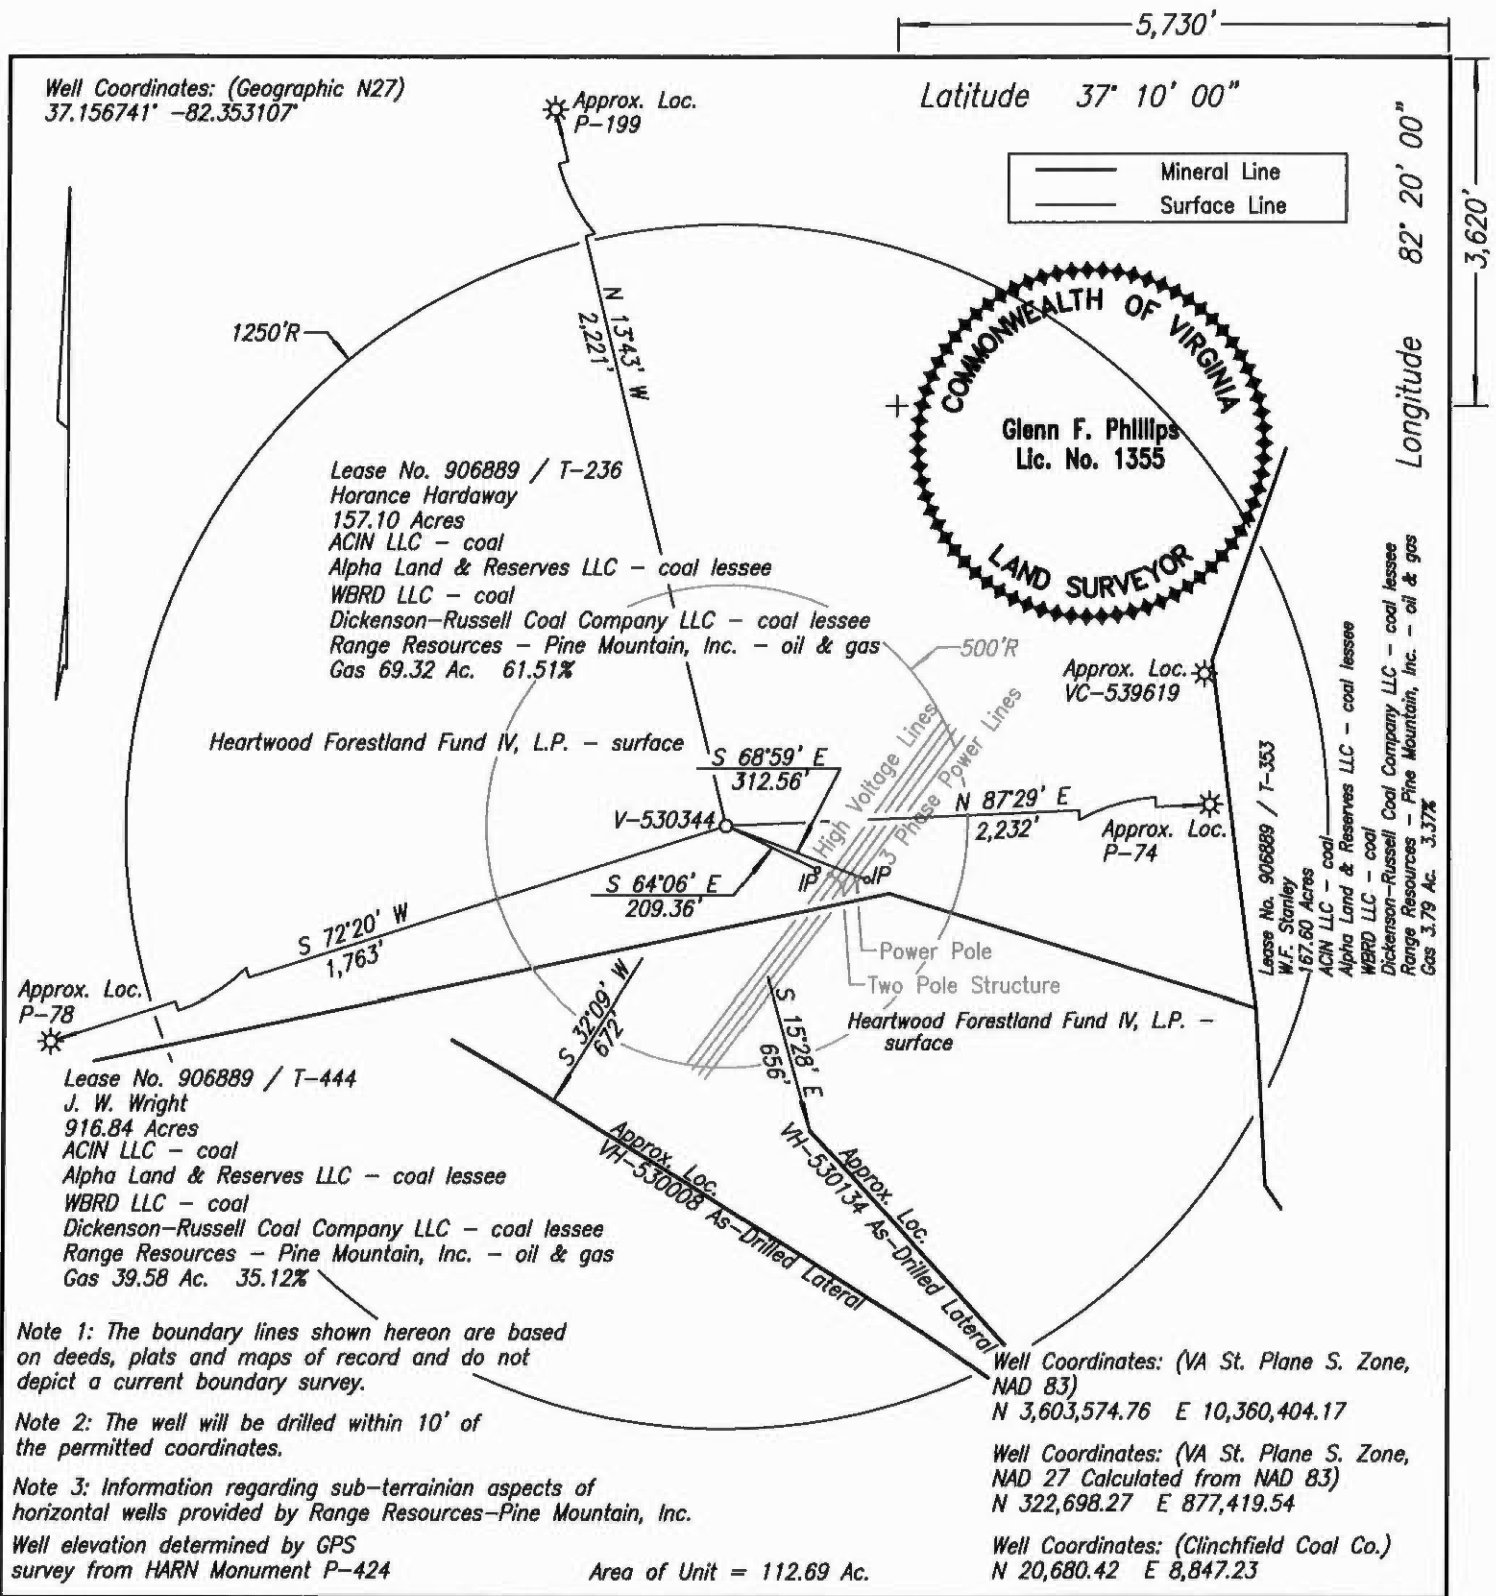 5,730'
Well Coordinates: (Geographic N27)
37.156741° -82.353107°
Approx. Loc.
P-199
Latitude 37° 10' 00"
Mineral Line
Surface Line
Longitude 82° 20' 00"
3,620'
1250'R
N 13°43' W
2,221'
COMMONWEALTH OF VIRGINIA
Glenn F. Phillips
Lic. No. 1355
LAND SURVEYOR
Lease No. 906889 / T-236
Horance Hardaway
157.10 Acres
ACIN LLC - coal
Alpha Land & Reserves LLC - coal lessee
WBRD LLC - coal
Dickenson-Russell Coal Company LLC - coal lessee
Range Resources - Pine Mountain, Inc. - oil & gas
Gas 69.32 Ac. 61.51%
500'R
Approx. Loc.
VC-539619
Heartwood Forestland Fund IV, L.P. - surface
S 68°59' E
312.56'
High Voltage Lines
3 Phase Power Lines
V-530344
N 87°29' E
2,232'
Approx. Loc.
P-74
S 64°06' E
209.36'
IP
IP
Lease No. 906889 / T-353
W.F. Stanley
167.60 Acres
ACIN LLC - coal
Alpha Land & Reserves LLC - coal lessee
WBRD LLC - coal
Dickenson-Russell Coal Company LLC - coal lessee
Range Resources - Pine Mountain, Inc. - oil & gas
Gas 3.79 Ac. 3.37%
S 72°20' W
1,763'
Power Pole
Two Pole Structure
Approx. Loc.
P-78
S 32°09' W
672'
S 15°28' E
656'
Heartwood Forestland Fund IV, L.P. -
surface
Lease No. 906889 / T-444
J. W. Wright
916.84 Acres
ACIN LLC - coal
Alpha Land & Reserves LLC - coal lessee
WBRD LLC - coal
Dickenson-Russell Coal Company LLC - coal lessee
Range Resources - Pine Mountain, Inc. - oil & gas
Gas 39.58 Ac. 35.12%
Approx. Loc.
VH-530008 As-Drilled Lateral
Approx. Loc.
VH-530134 As-Drilled Lateral
Note 1: The boundary lines shown hereon are based
on deeds, plats and maps of record and do not
depict a current boundary survey.
Note 2: The well will be drilled within 10' of
the permitted coordinates.
Note 3: Information regarding sub-terrainian aspects of
horizontal wells provided by Range Resources-Pine Mountain, Inc.
Well elevation determined by GPS
survey from HARN Monument P-424
Area of Unit = 112.69 Ac.
Well Coordinates: (VA St. Plane S. Zone,
NAD 83)
N 3,603,574.76 E 10,360,404.17
Well Coordinates: (VA St. Plane S. Zone,
NAD 27 Calculated from NAD 83)
N 322,698.27 E 877,419.54
Well Coordinates: (Clinchfield Coal Co.)
N 20,680.42 E 8,847.23